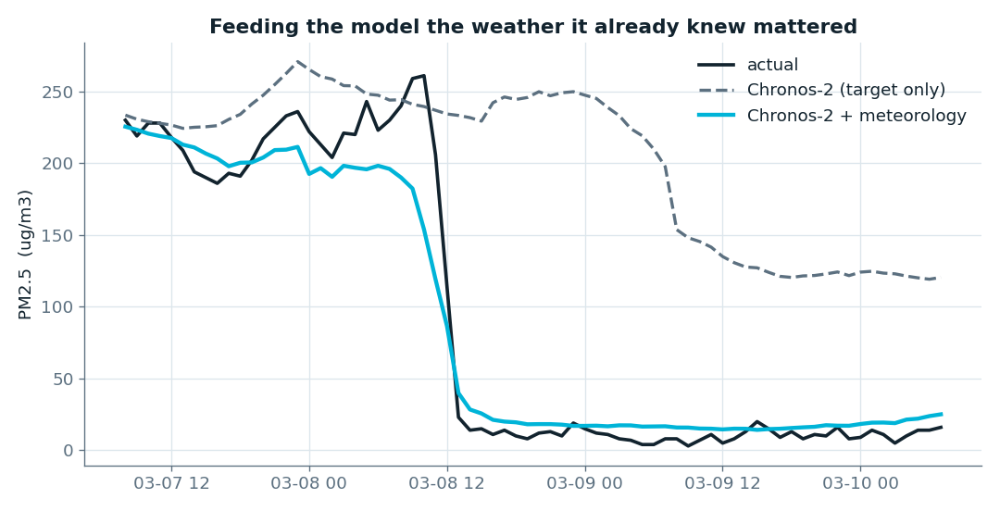 Feeding the model the weather it already knew mattered
actual
Chronos-2 (target only)
Chronos-2 + meteorology
PM2.5 (ug/m3)
250
200
150
100
50
0
03-07 12
03-08 00
03-08 12
03-09 00
03-09 12
03-10 00